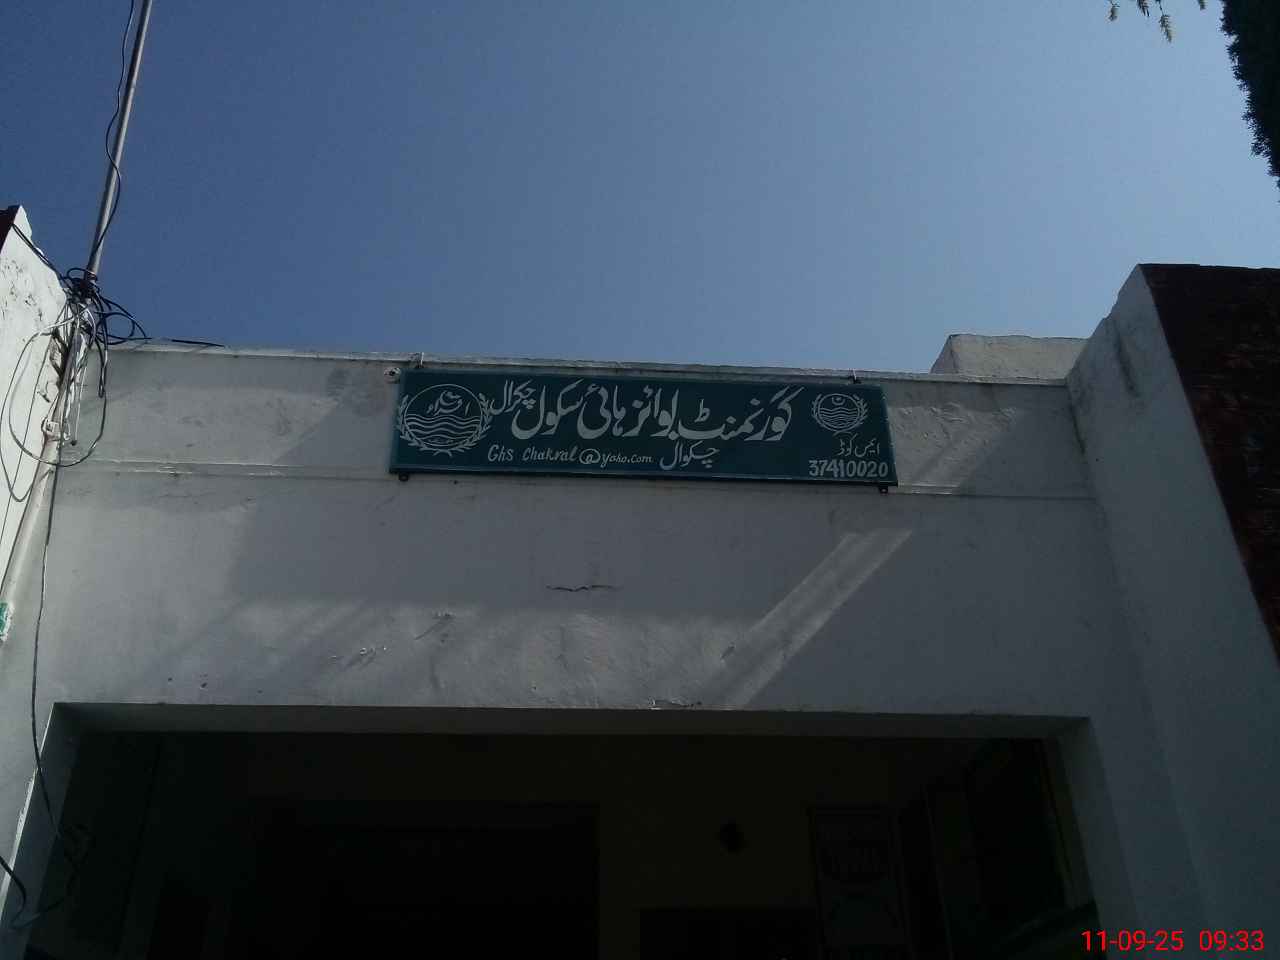 گورنمنٹ بوائز ہائی سکول چکرال
چکوال
Ghs Chakral@yaho.com
ایمس کوڈ
37410020
11-09-25 09:33